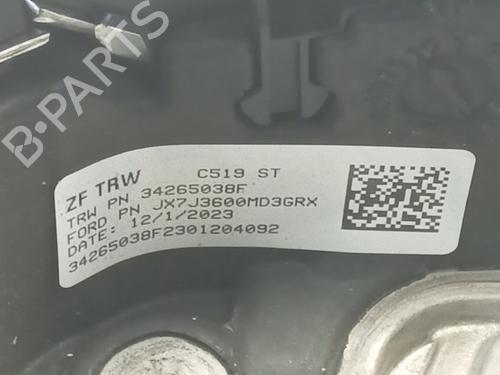 B-PARTS
ZF TRW C519 ST
TRW PN 34265038F
FORD PN JX7J3600MD3GRX
DATE: 12/1/2023
34265038F2301204092